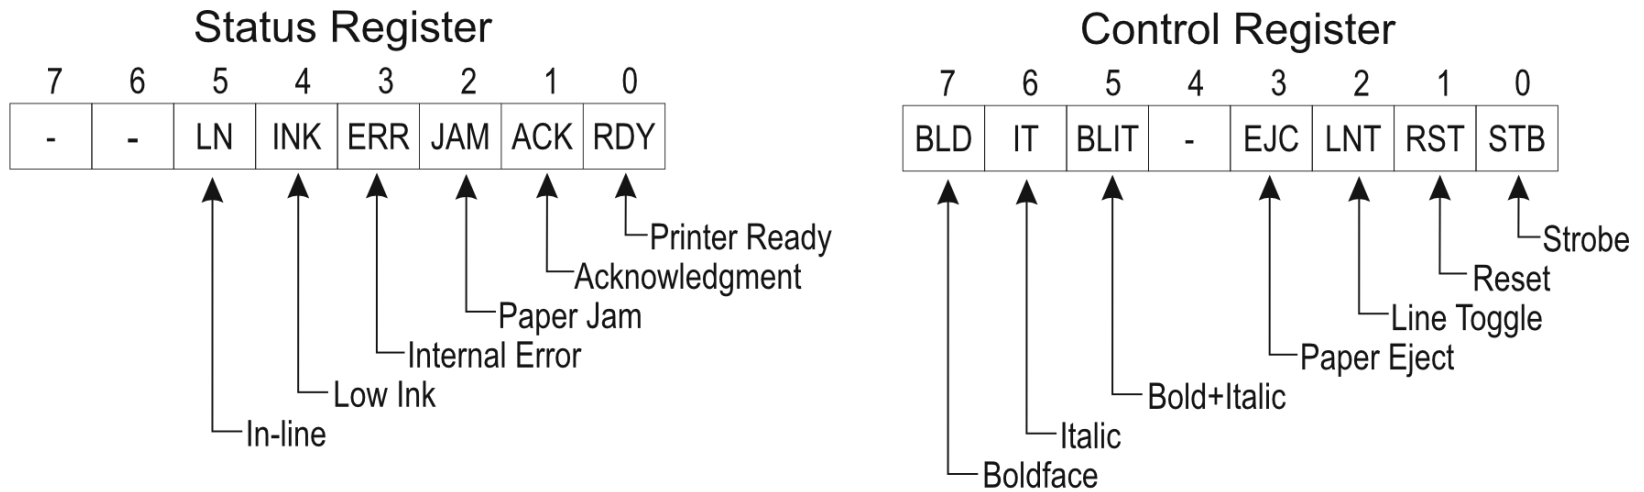 Status Register
7 6 5 4 3 2 1 0
- - LN INK ERR JAM ACK RDY
Printer Ready
Acknowledgment
Paper Jam
Internal Error
Low Ink
In-line
Control Register
7 6 5 4 3 2 1 0
BLD IT BLIT - EJC LNT RST STB
Strobe
Reset
Line Toggle
Paper Eject
Bold+Italic
Italic
Boldface